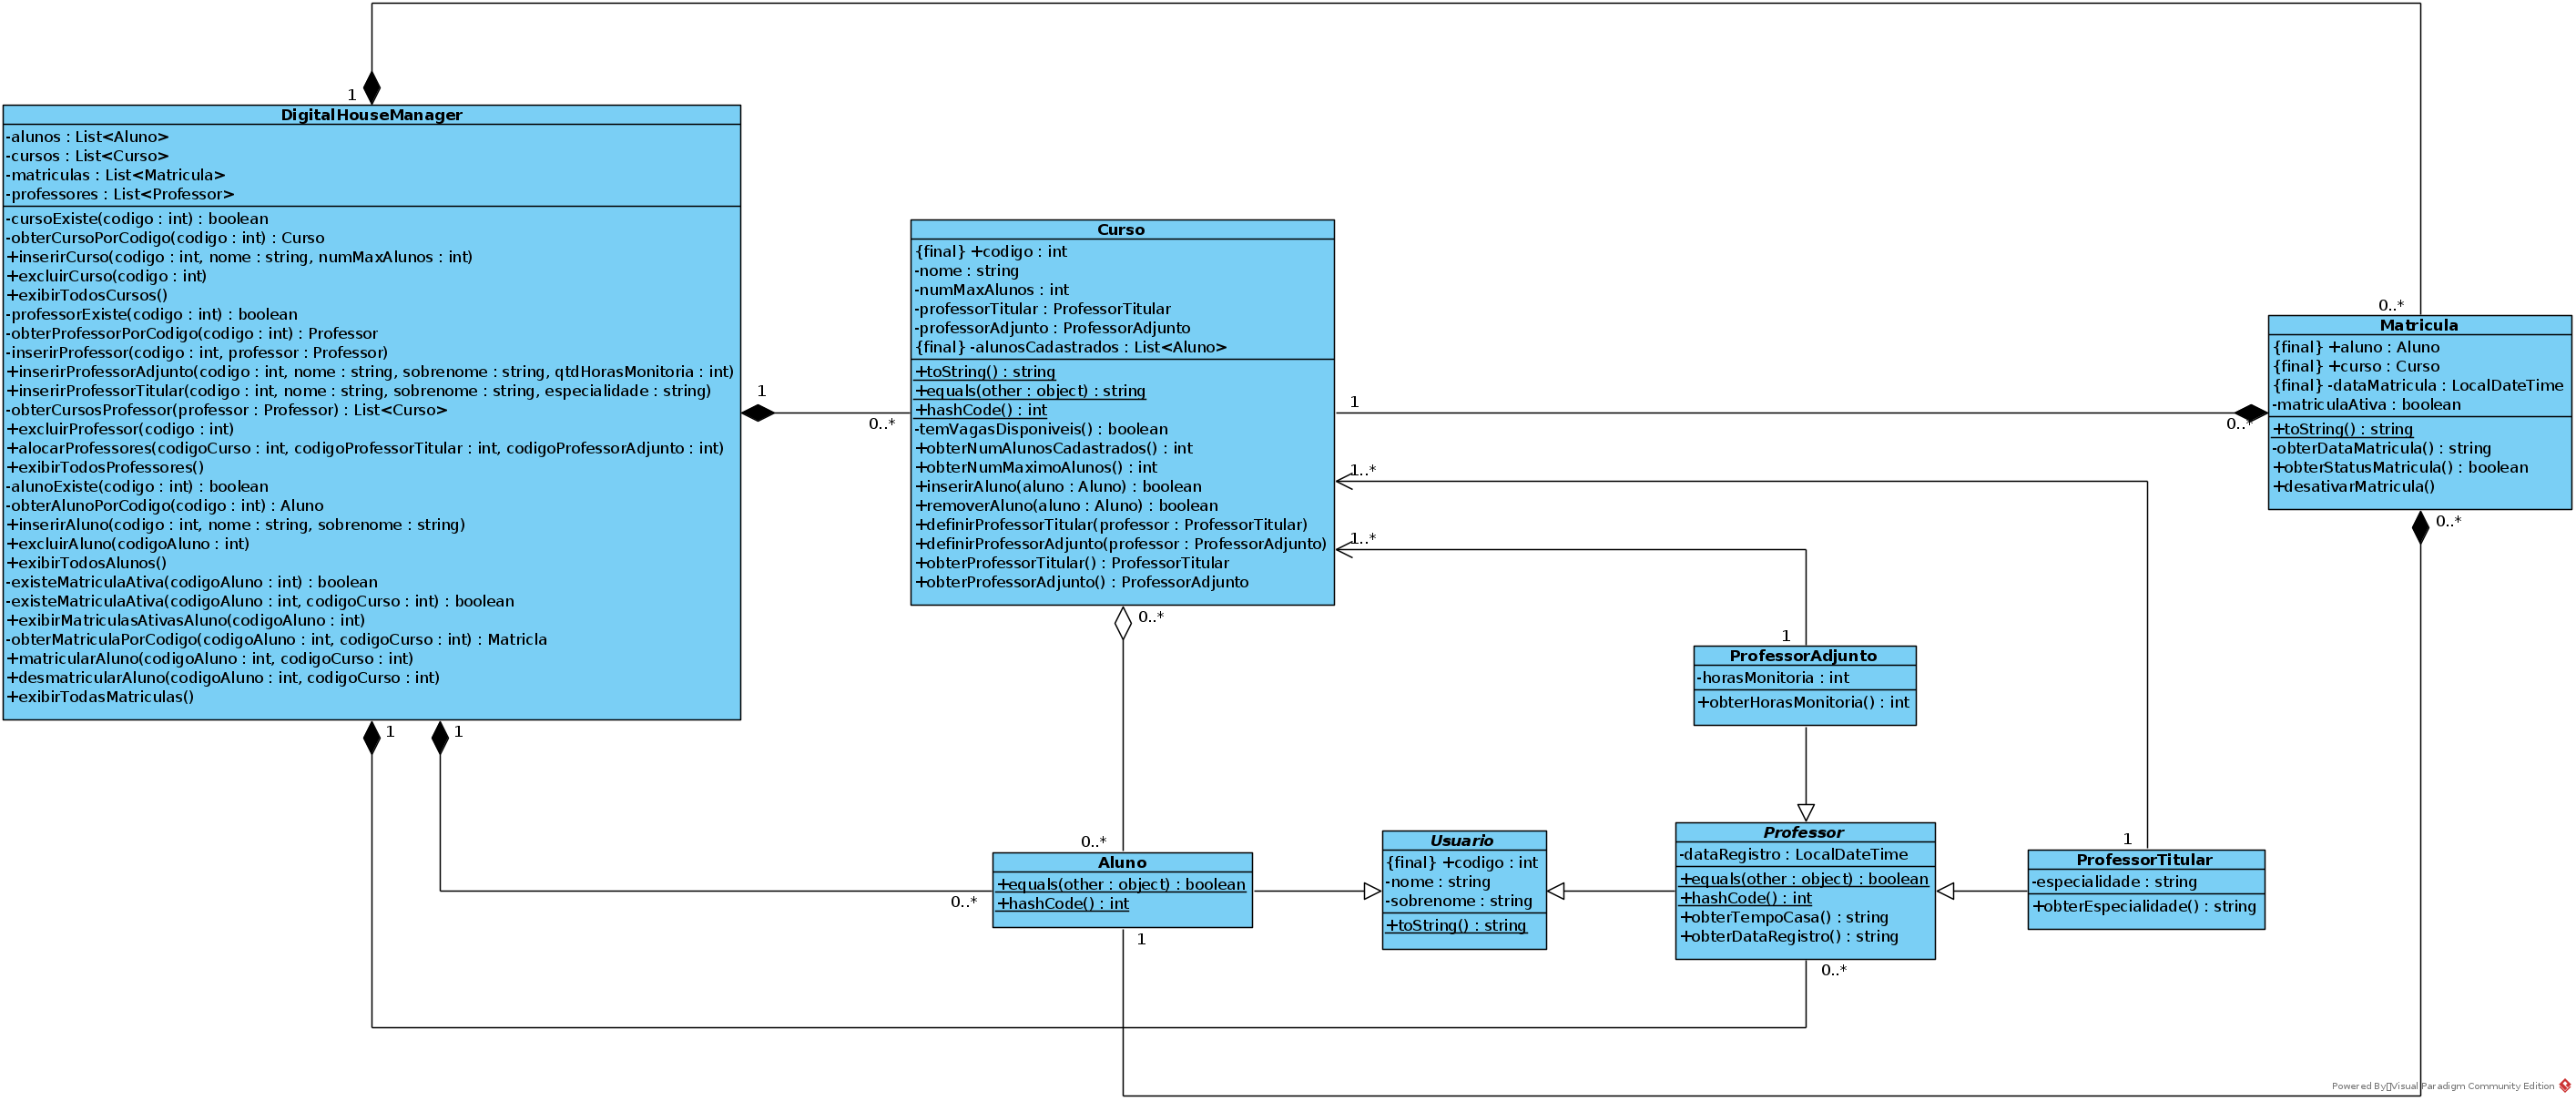 1
DigitalHouseManager
-alunos : List<Aluno>
-cursos : List<Curso>
-matriculas : List<Matricula>
-professores : List<Professor>
-cursoExiste(codigo : int) : boolean
-obterCursoPorCodigo(codigo : int) : Curso
+inserirCurso(codigo : int, nome : string, numMaxAlunos : int)
+excluirCurso(codigo : int)
+exibirTodosCursos()
-professorExiste(codigo : int) : boolean
-obterProfessorPorCodigo(codigo : int) : Professor
-inserirProfessor(codigo : int, professor : Professor)
+inserirProfessorAdjunto(codigo : int, nome : string, sobrenome : string, qtdHorasMonitoria : int)
+inserirProfessorTitular(codigo : int, nome : string, sobrenome : string, especialidade : string)
-obterCursosProfessor(professor : Professor) : List<Curso>
+excluirProfessor(codigo : int)
+alocarProfessores(codigoCurso : int, codigoProfessorTitular : int, codigoProfessorAdjunto : int)
+exibirTodosProfessores()
-alunoExiste(codigo : int) : boolean
-obterAlunoPorCodigo(codigo : int) : Aluno
+inserirAluno(codigo : int, nome : string, sobrenome : string)
+excluirAluno(codigoAluno : int)
+exibirTodosAlunos()
-existeMatriculaAtiva(codigoAluno : int) : boolean
-existeMatriculaAtiva(codigoAluno : int, codigoCurso : int) : boolean
+exibirMatriculasAtivasAluno(codigoAluno : int)
-obterMatriculaPorCodigo(codigoAluno : int, codigoCurso : int) : Matricla
+matricularAluno(codigoAluno : int, codigoCurso : int)
+desmatricularAluno(codigoAluno : int, codigoCurso : int)
+exibirTodasMatriculas()
1
1
1
0..*
Curso
{final} +codigo : int
-nome : string
-numMaxAlunos : int
-professorTitular : ProfessorTitular
-professorAdjunto : ProfessorAdjunto
{final} -alunosCadastrados : List<Aluno>
+toString() : string
+equals(other : object) : string
+hashCode() : int
-temVagasDisponiveis() : boolean
+obterNumAlunosCadastrados() : int
+obterNumMaximoAlunos() : int
+inserirAluno(aluno : Aluno) : boolean
+removerAluno(aluno : Aluno) : boolean
+definirProfessorTitular(professor : ProfessorTitular)
+definirProfessorAdjunto(professor : ProfessorAdjunto)
+obterProfessorTitular() : ProfessorTitular
+obterProfessorAdjunto() : ProfessorAdjunto
0..*
1
1..*
1..*
0..*
0..*
Matricula
{final} +aluno : Aluno
{final} +curso : Curso
{final} -dataMatricula : LocalDateTime
-matriculaAtiva : boolean
+toString() : string
-obterDataMatricula() : string
+obterStatusMatricula() : boolean
+desativarMatricula()
0..*
1
ProfessorAdjunto
-horasMonitoria : int
+obterHorasMonitoria() : int
0..*
0..*
Aluno
+equals(other : object) : boolean
+hashCode() : int
1
Usuario
{final} +codigo : int
-nome : string
-sobrenome : string
+toString() : string
Professor
-dataRegistro : LocalDateTime
+equals(other : object) : boolean
+hashCode() : int
+obterTempoCasa() : string
+obterDataRegistro() : string
0..*
1
ProfessorTitular
-especialidade : string
+obterEspecialidade() : string
Powered By Visual Paradigm Community Edition